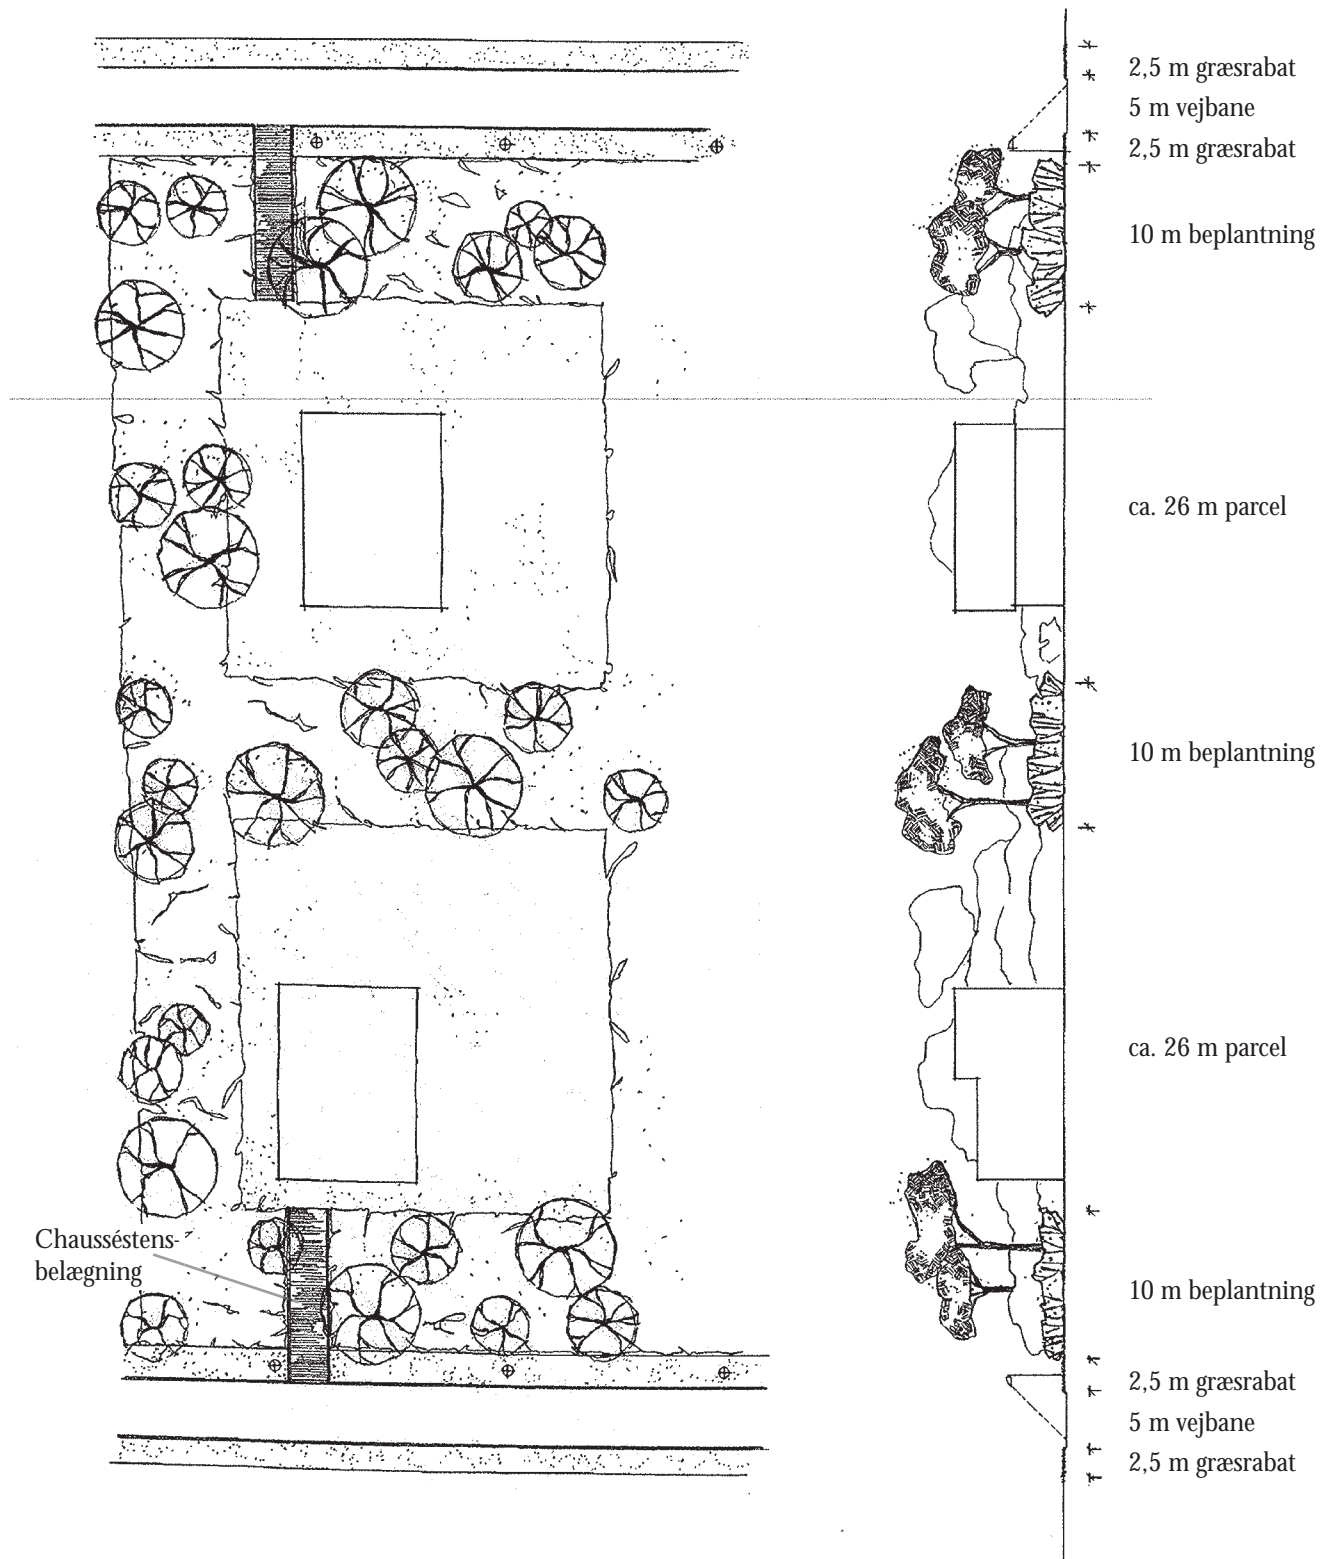 2,5 m græsrabat
5 m vejbane
2,5 m græsrabat
10 m beplantning
ca. 26 m parcel
10 m beplantning
ca. 26 m parcel
Chausséstens-
belægning
10 m beplantning
2,5 m græsrabat
5 m vejbane
2,5 m græsrabat